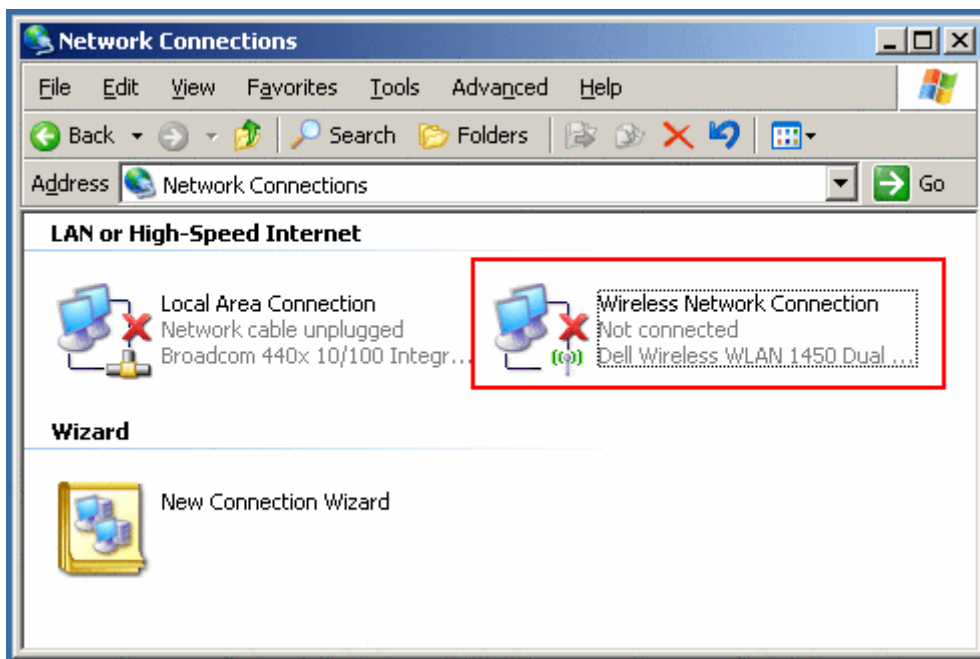 Network Connections
File Edit View Favorites Tools Advanced Help
Back Search Folders
Address Network Connections Go
LAN or High-Speed Internet
Local Area Connection
Network cable unplugged
Broadcom 440x 10/100 Integr...
Wireless Network Connection
Not connected
Dell Wireless WLAN 1450 Dual ...
Wizard
New Connection Wizard